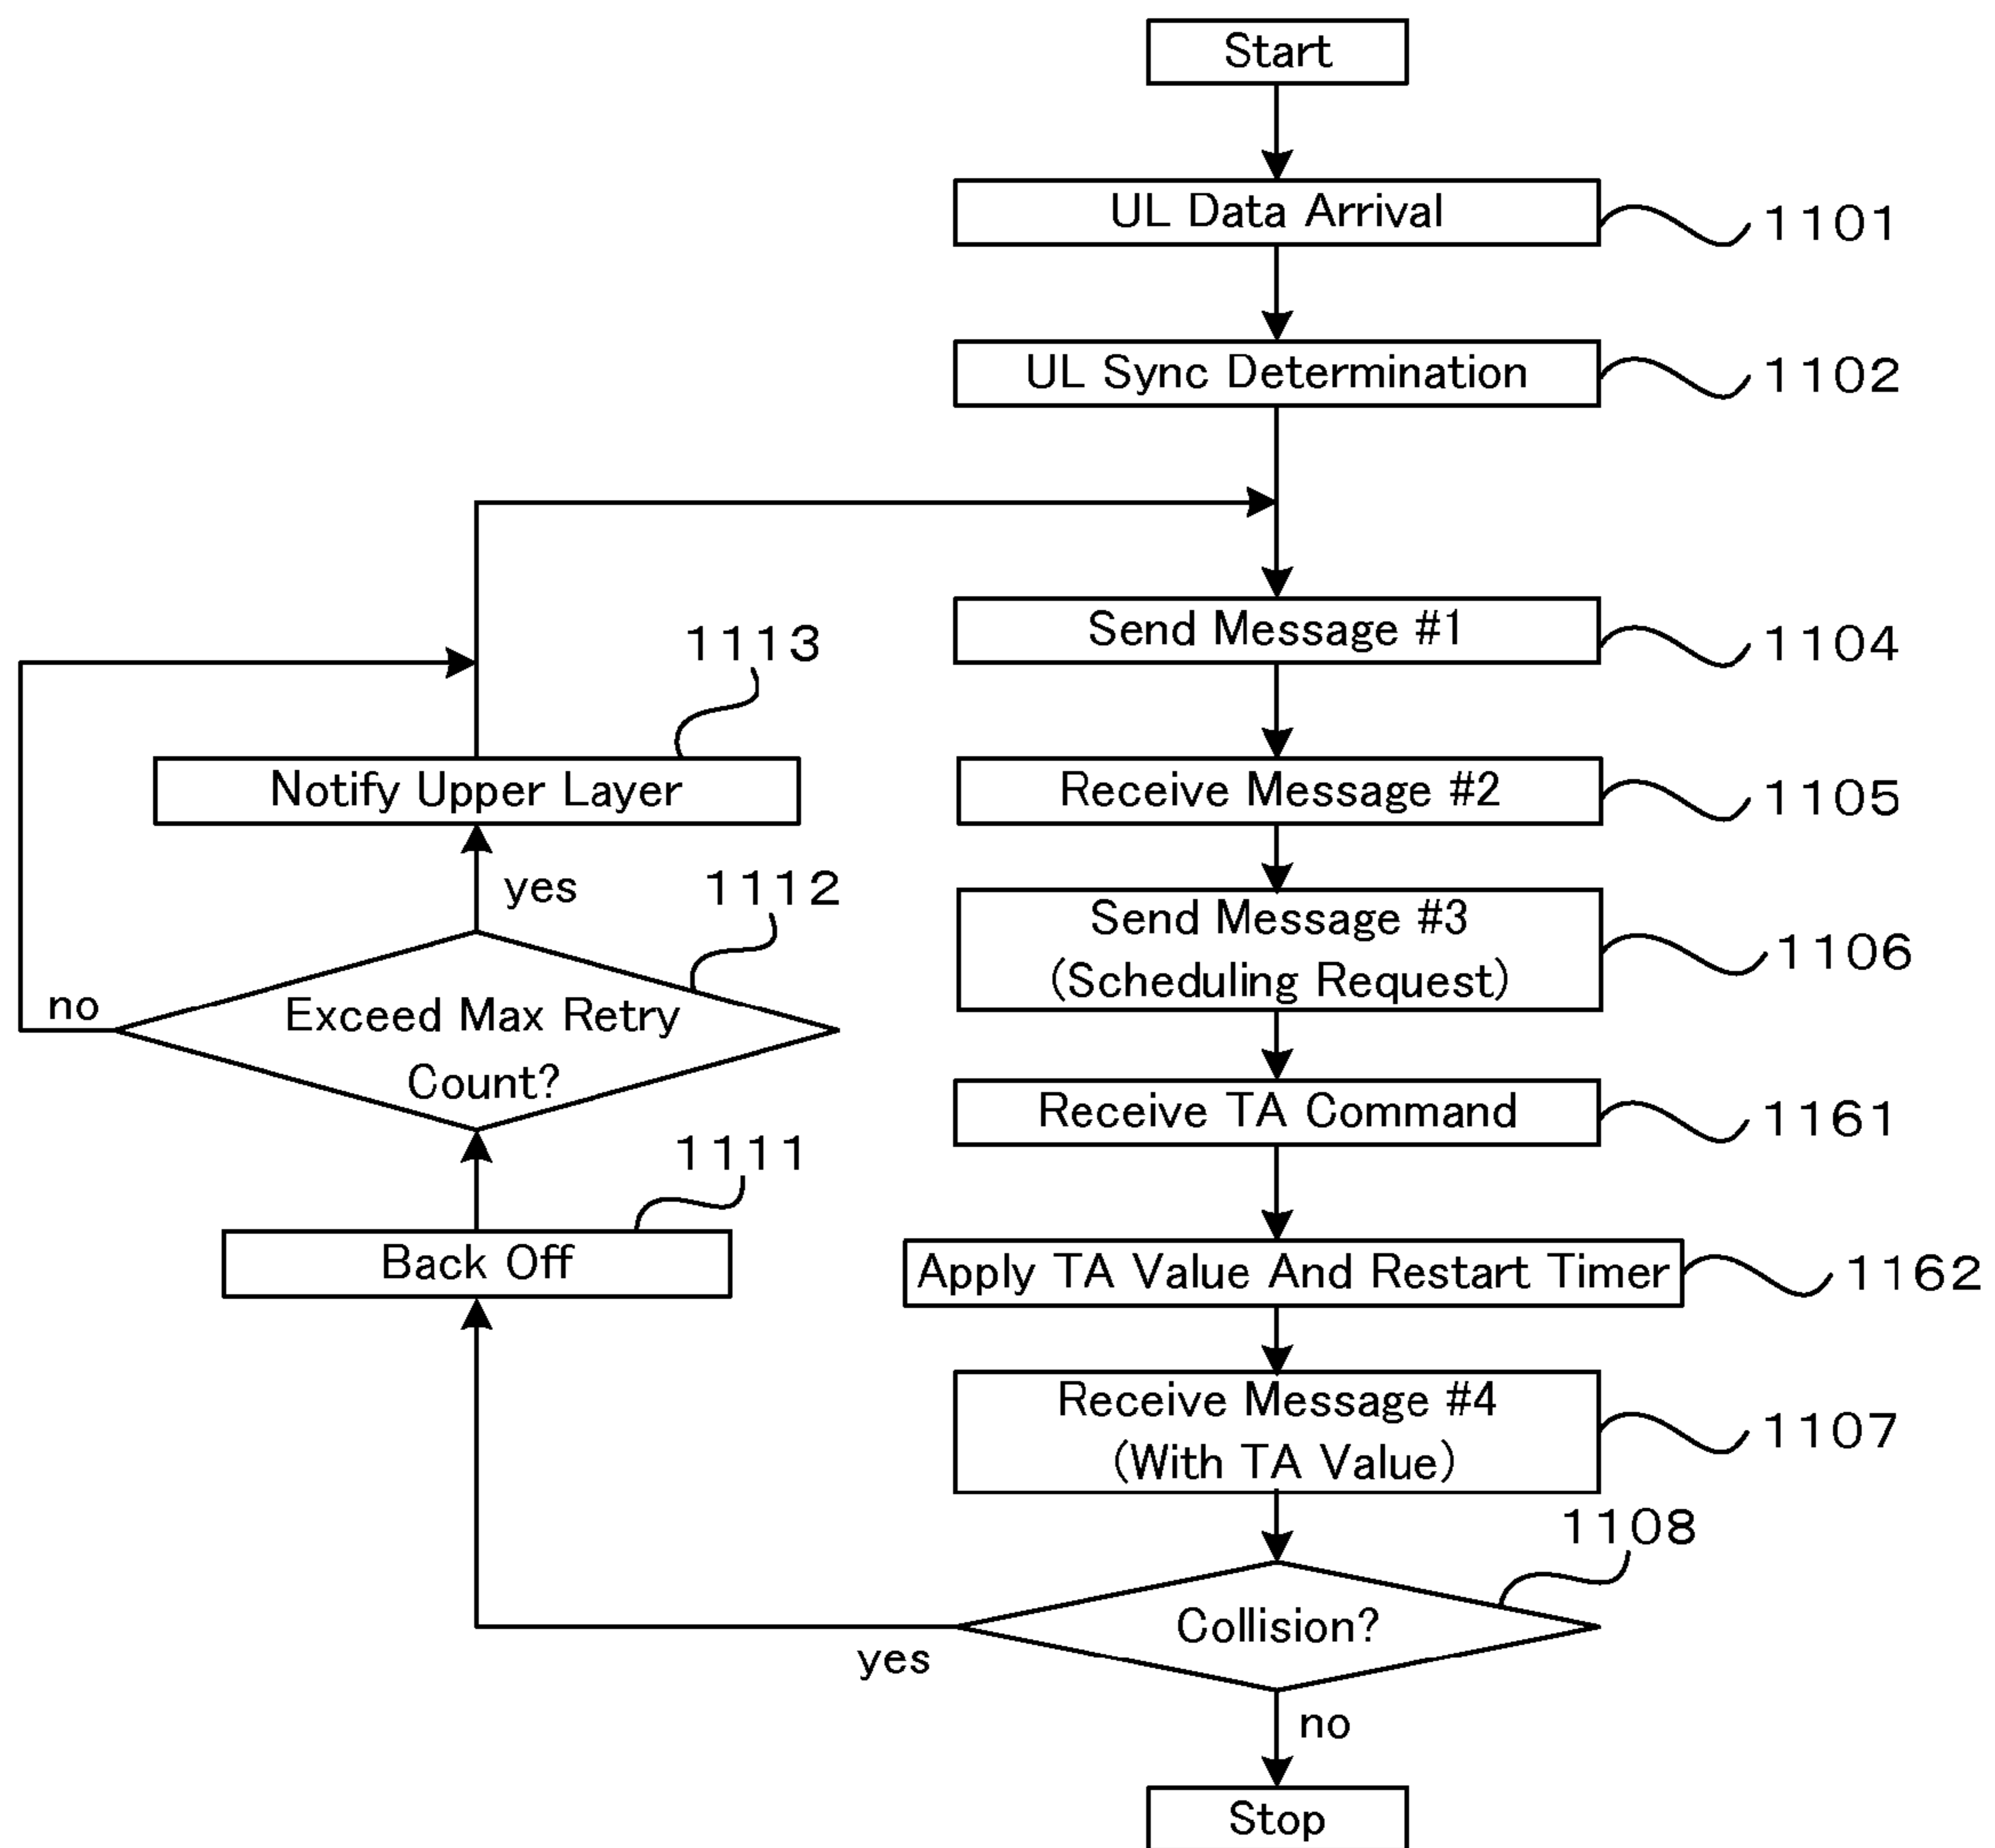 Start
UL Data Arrival
1101
UL Sync Determination
1102
Send Message #1
1104
1113
Notify Upper Layer
Receive Message #2
1105
yes
1112
Send Message #3
(Scheduling Request)
1106
no
Exceed Max Retry
Count?
Receive TA Command
1161
1111
Back Off
Apply TA Value And Restart Timer
1162
Receive Message #4
(With TA Value)
1107
1108
Collision?
yes
no
Stop